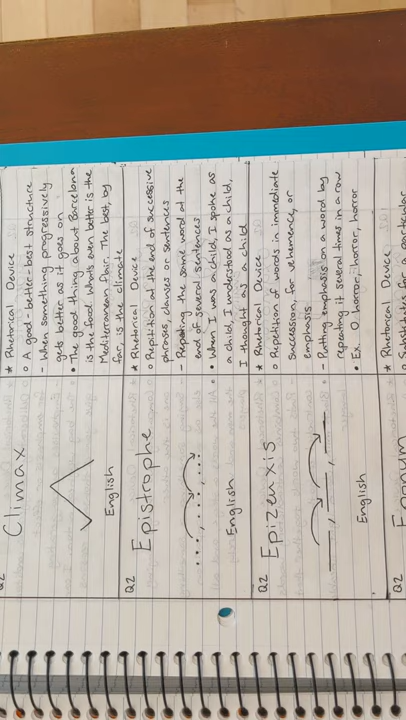 Q2
Climax
English
* Rhetorical Device
o A good-better-best structure
- When something progressively
gets better as it goes on
• The good thing about Barcelona
is the food. Whats even better is the
Mediterranean flair. The best, by
far, is the climate
Q2
Epistrophe
English
* Rhetorical Device
o Repitition at the end of successive
phrases, clauses or sentences
- Repeating the same word at the
end of several sentences
• When I was a child, I spoke as
a child, I understood as a child,
I thought as a child
Q2
Epizeuxis
English
* Rhetorical Device
o Repetition of words in immediate
succession, for vehemence, or
emphasis
- Putting emphasis on a word by
repeating it several times in a row
• Ex. O horror, horror, horror
Q2
* Rhetorical Device
o Substitutes for a particular